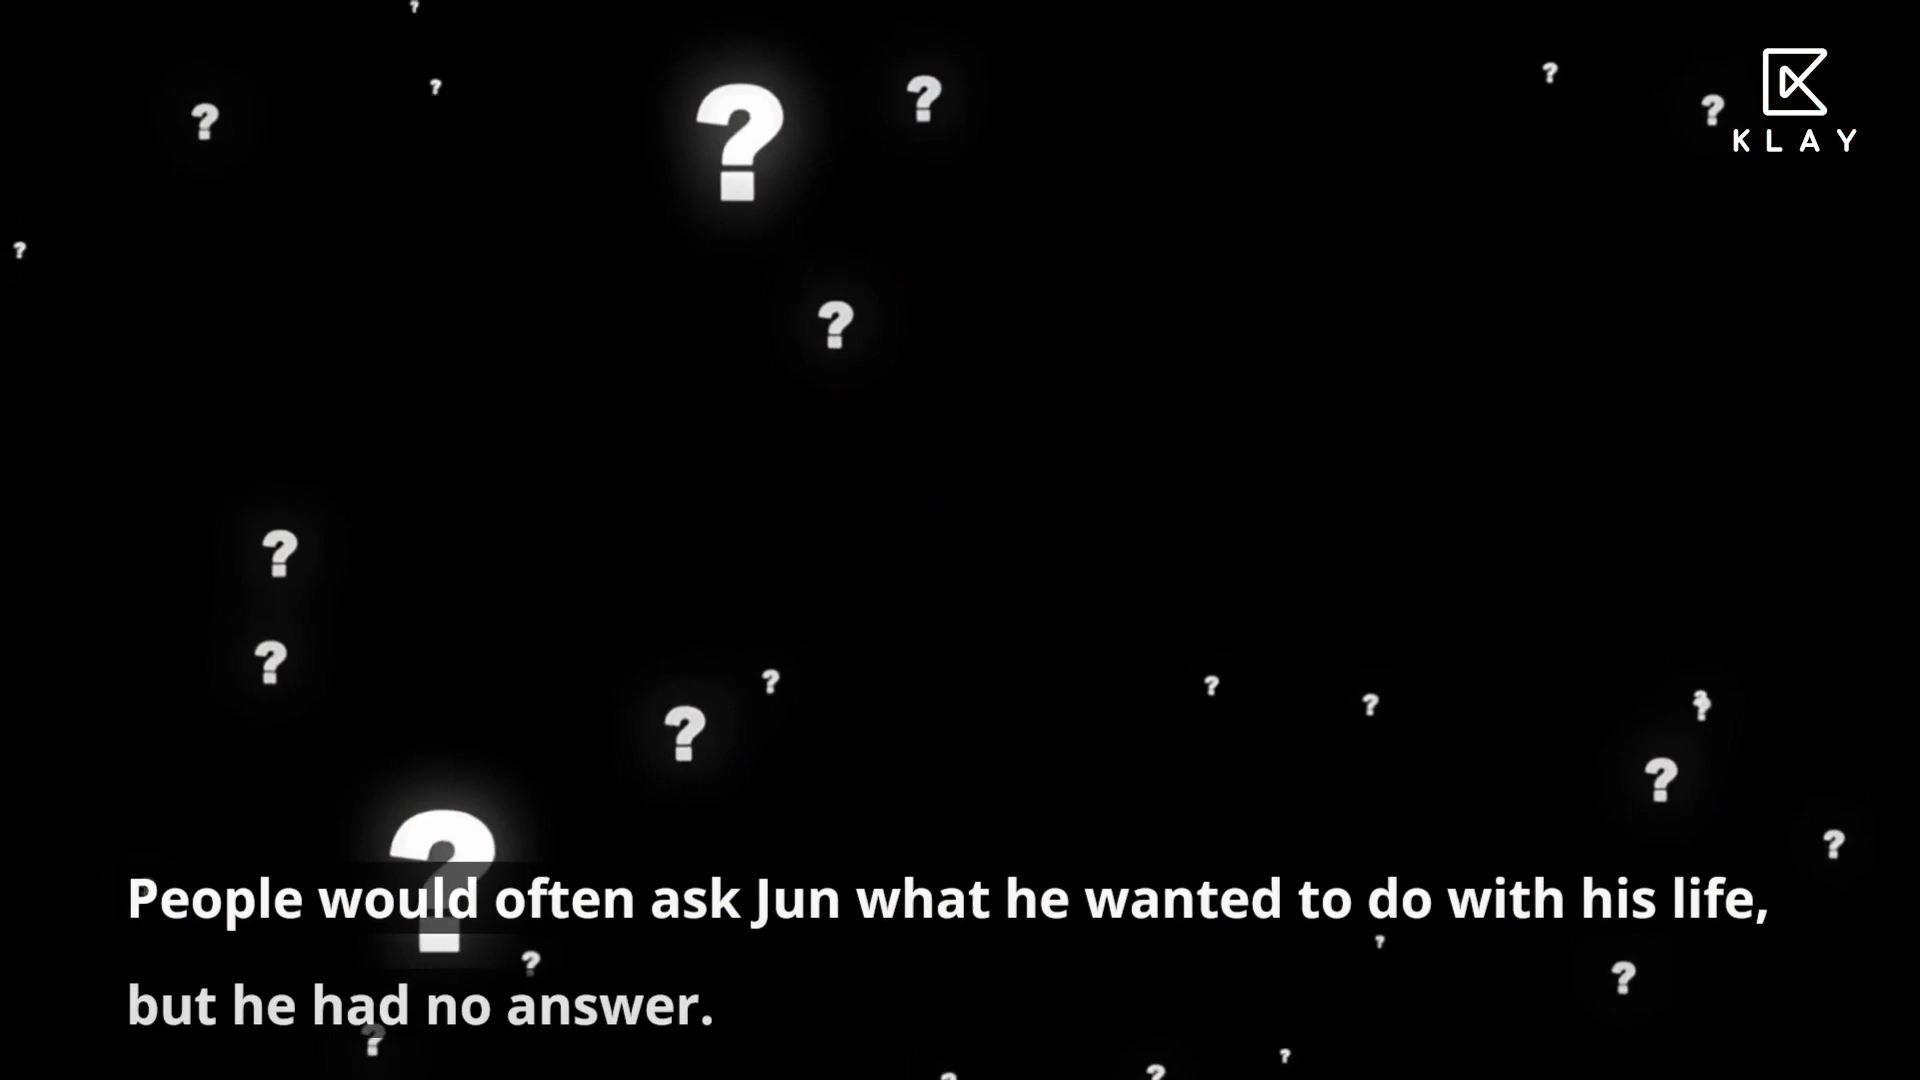 KLAY
People would often ask Jun what he wanted to do with his life,
but he had no answer.